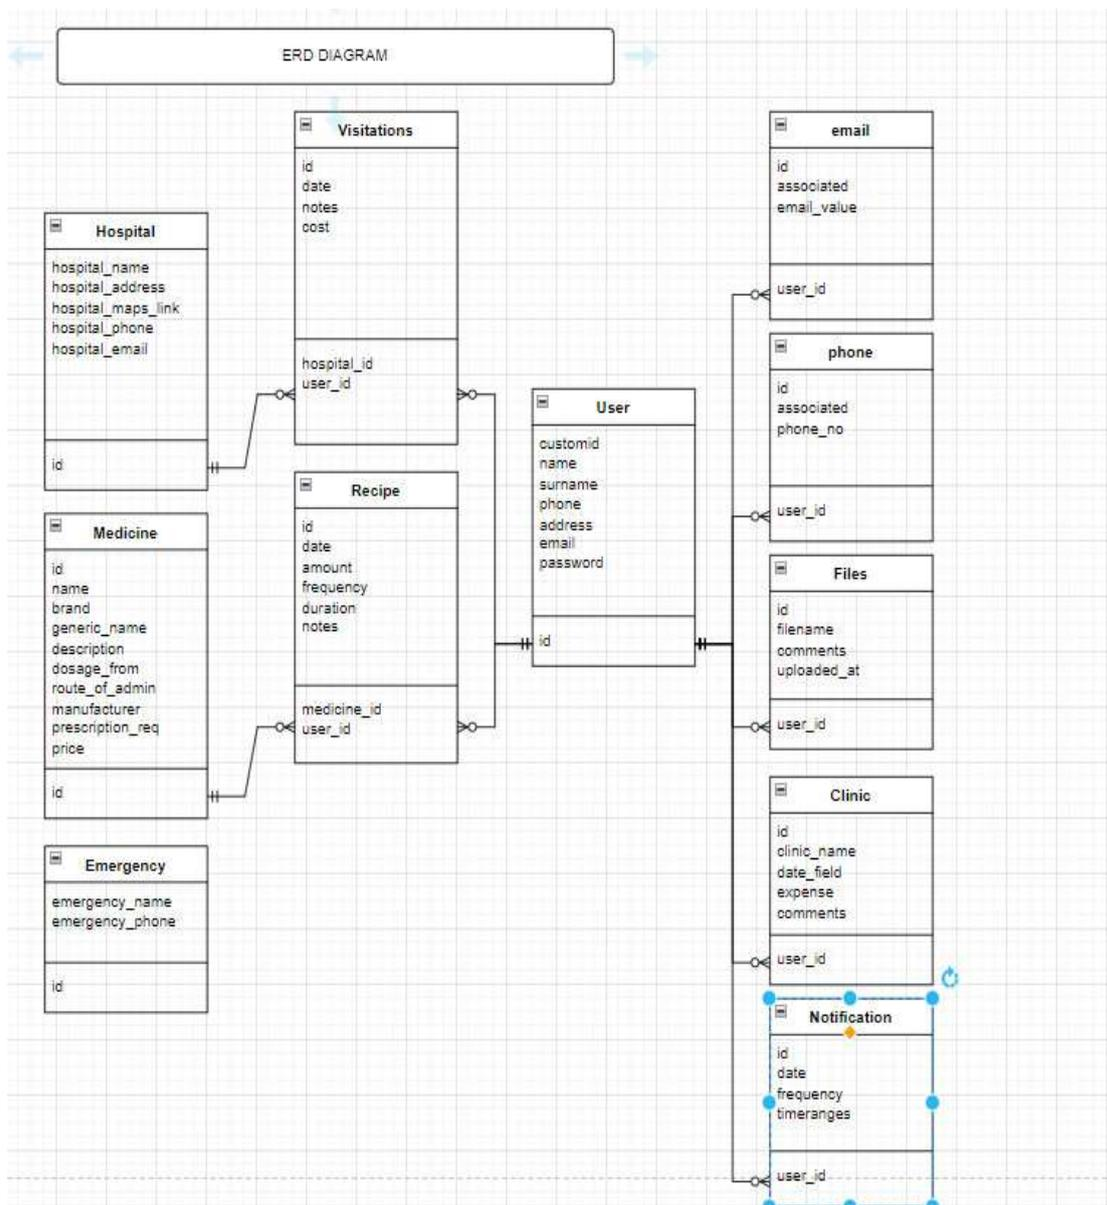 ERD DIAGRAM
Visitations
id
date
notes
cost
hospital_id
user_id
Hospital
hospital_name
hospital_address
hospital_maps_link
hospital_phone
hospital_email
id
Recipe
id
date
amount
frequency
duration
notes
medicine_id
user_id
Medicine
id
name
brand
generic_name
description
dosage_from
route_of_admin
manufacturer
prescription_req
price
id
Emergency
emergency_name
emergency_phone
id
User
customid
name
surname
phone
address
email
password
id
email
id
associated
email_value
user_id
phone
id
associated
phone_no
user_id
Files
id
filename
comments
uploaded_at
user_id
Clinic
id
clinic_name
date_field
expense
comments
user_id
Notification
id
date
frequency
timeranges
user_id